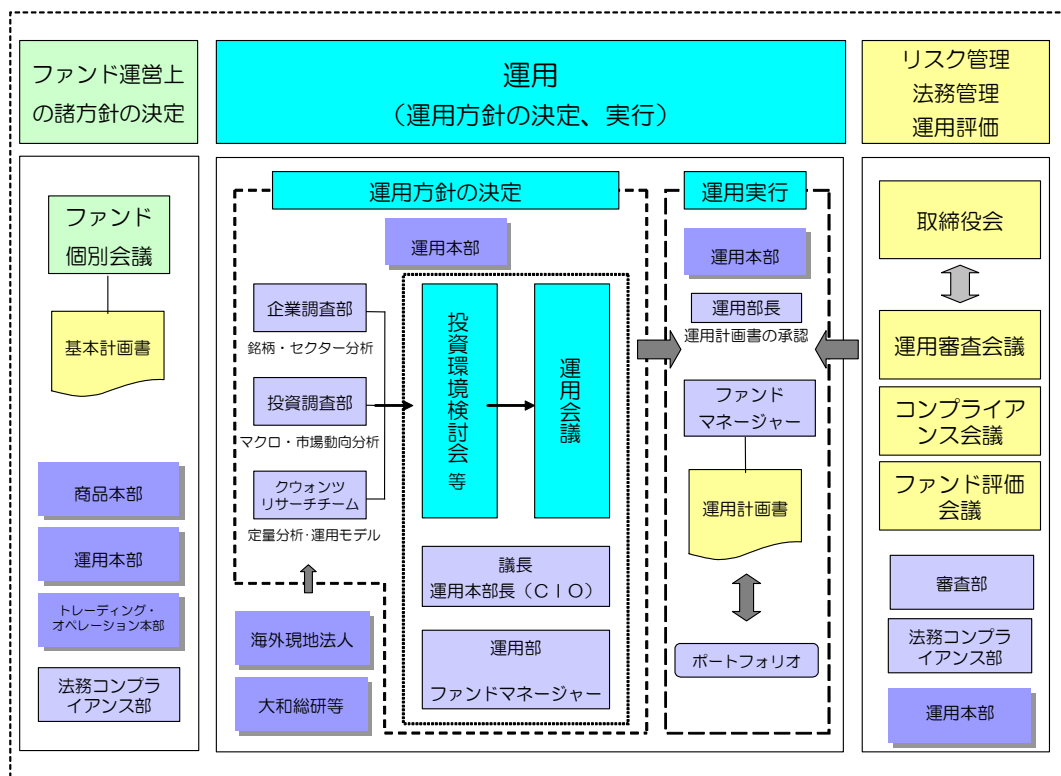 ファンド運営上
の諸方針の決定
運用
（運用方針の決定、実行）
リスク管理
法務管理
運用評価
ファンド
個別会議
基本計画書
商品本部
運用本部
トレーディング・
オペレーション本部
法務コンプラ
イアンス部
運用方針の決定
運用本部
企業調査部
銘柄・セクター分析
投資調査部
マクロ・市場動向分析
クウォンツ
リサーチチーム
定量分析・運用モデル
投資環境検討会等
運用会議
議長
運用本部長（ＣＩＯ）
運用部
ファンドマネージャー
海外現地法人
大和総研等
運用実行
運用本部
運用部長
運用計画書の承認
ファンド
マネージャー
運用計画書
ポートフォリオ
取締役会
運用審査会議
コンプライア
ンス会議
ファンド評価
会議
審査部
法務コンプラ
イアンス部
運用本部